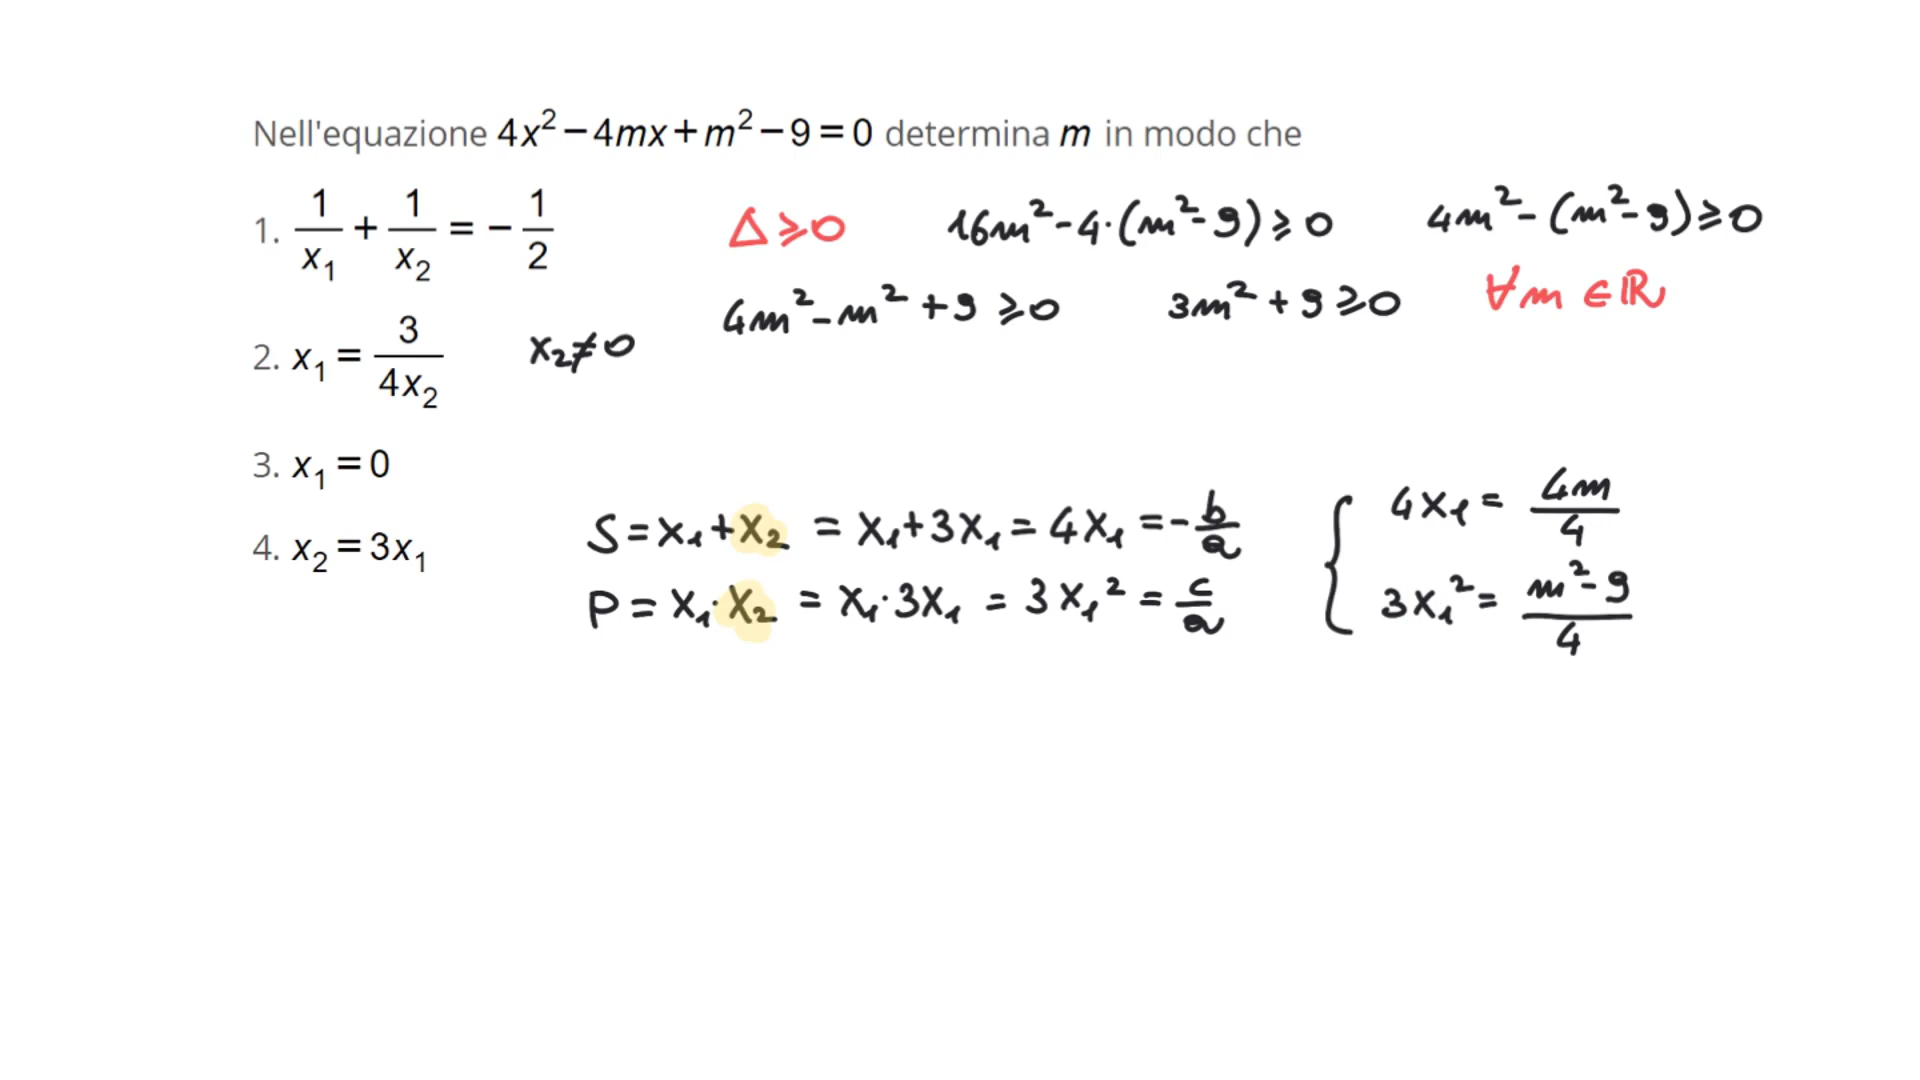 Nell'equazione 4x² − 4mx + m² − 9 = 0 determina m in modo che
1. 1/x₁ + 1/x₂ = − 1/2
Δ ⩾ 0
16m² − 4·(m² − 9) ⩾ 0
4m² − (m² − 9) ⩾ 0
4m² − m² + 9 ⩾ 0
3m² + 9 ⩾ 0
∀m ∈ ℝ
2. x₁ = 3/4x₂
x₂ ≠ 0
3. x₁ = 0
4. x₂ = 3x₁
S = x₁ + x₂ = x₁ + 3x₁ = 4x₁ = − b/a
P = x₁ · x₂ = x₁ · 3x₁ = 3x₁² = c/a
{ 4x₁ = 4m/4
3x₁² = m² − 9/4